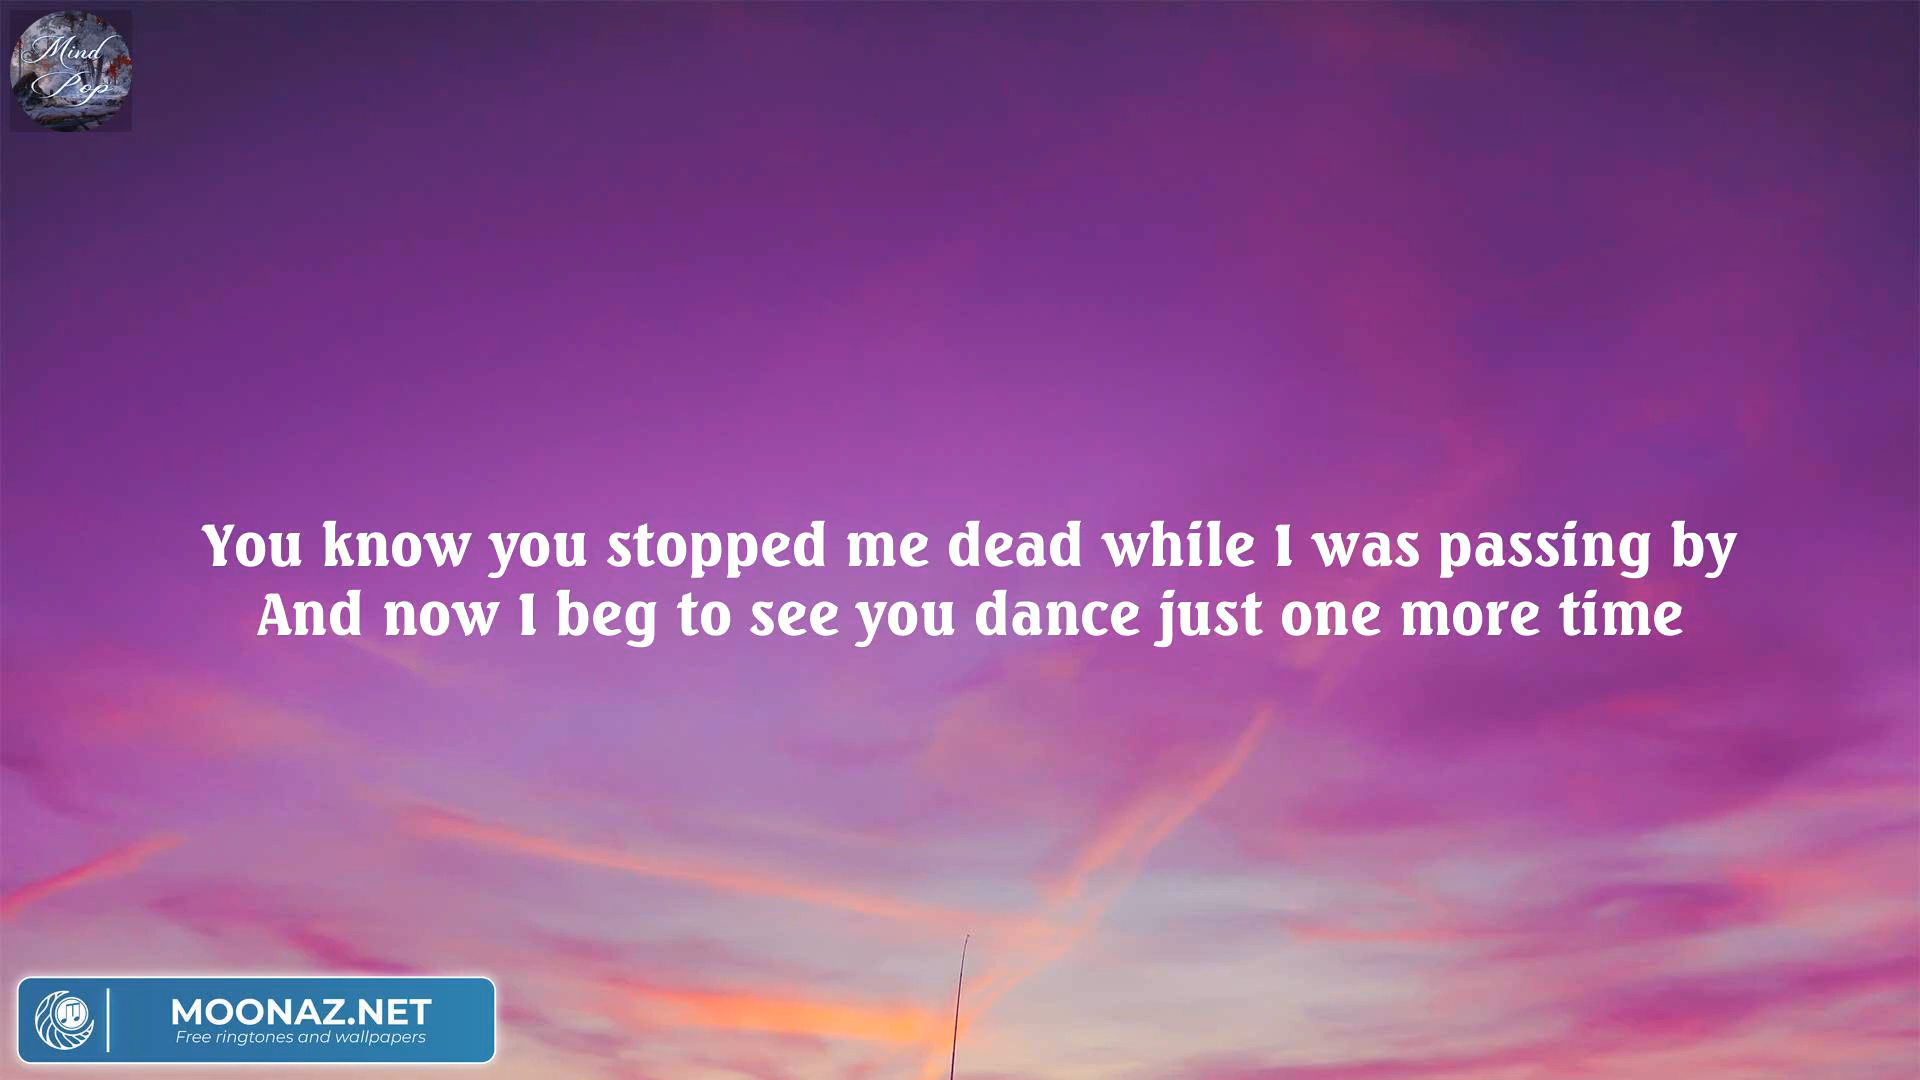 Mind
Pop
You know you stopped me dead while I was passing by
And now I beg to see you dance just one more time
MOONAZ.NET
Free ringtones and wallpapers